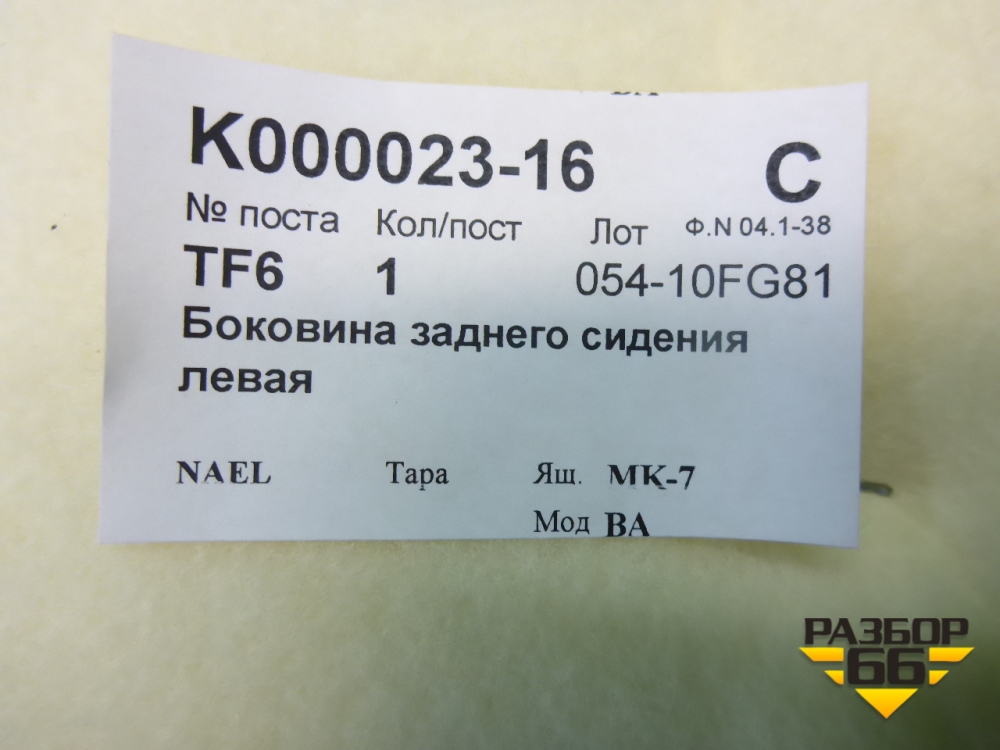 K000023-16 C
№ поста Кол/пост Лот Ф.N 04.1-38
TF6 1 054-10FG81
Боковина заднего сидения
левая
NAEL Тара Ящ. МК-7
Мод ВА
РАЗБОР
66